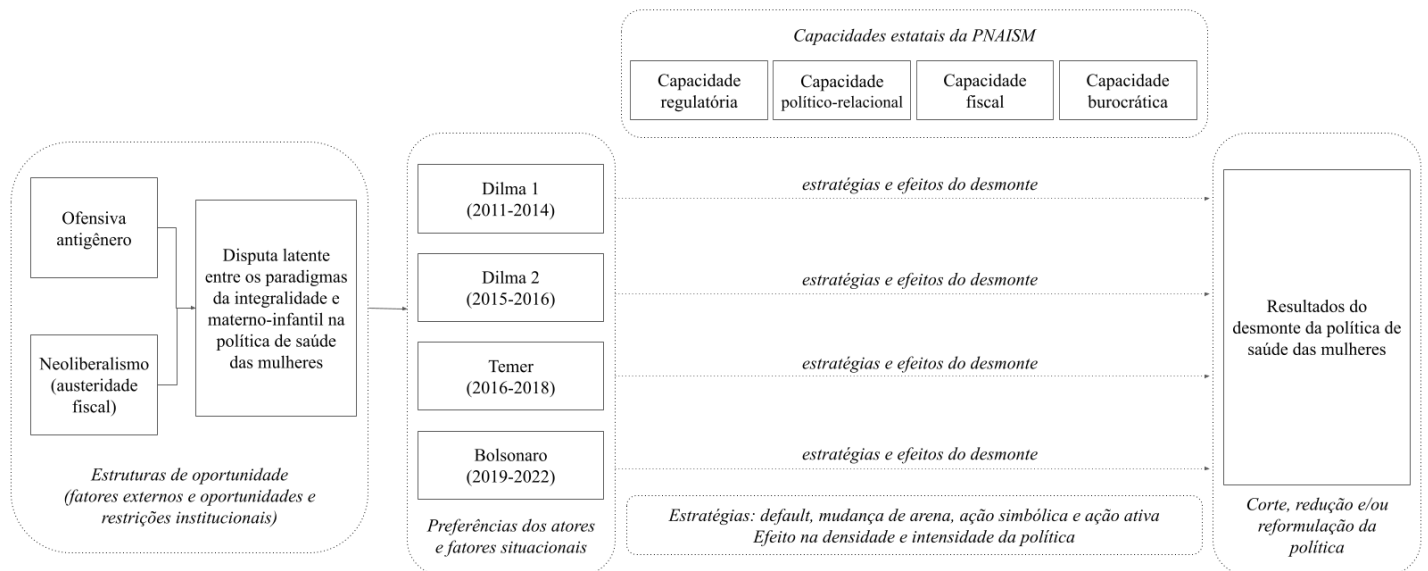 Capacidades estatais da PNAISM
Capacidade
regulatória
Capacidade
político-relacional
Capacidade
fiscal
Capacidade
burocrática
Ofensiva
antigênero
Neoliberalismo
(austeridade
fiscal)
Disputa latente
entre os paradigmas
da integralidade e
materno-infantil na
política de saúde
das mulheres
Estruturas de oportunidade
(fatores externos e oportunidades e
restrições institucionais)
Dilma 1
(2011-2014)
Dilma 2
(2015-2016)
Temer
(2016-2018)
Bolsonaro
(2019-2022)
Preferências dos atores
e fatores situacionais
estratégias e efeitos do desmonte
estratégias e efeitos do desmonte
estratégias e efeitos do desmonte
estratégias e efeitos do desmonte
Estratégias: default, mudança de arena, ação simbólica e ação ativa
Efeito na densidade e intensidade da política
Resultados do
desmonte da política de
saúde das mulheres
Corte, redução e/ou
reformulação da
política